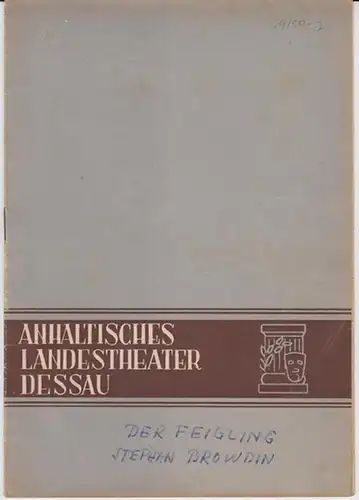 ANHALTISCHES
LANDESTHEATER
DESSAU
DER FEIGLING
STEPHAN BROWDIN